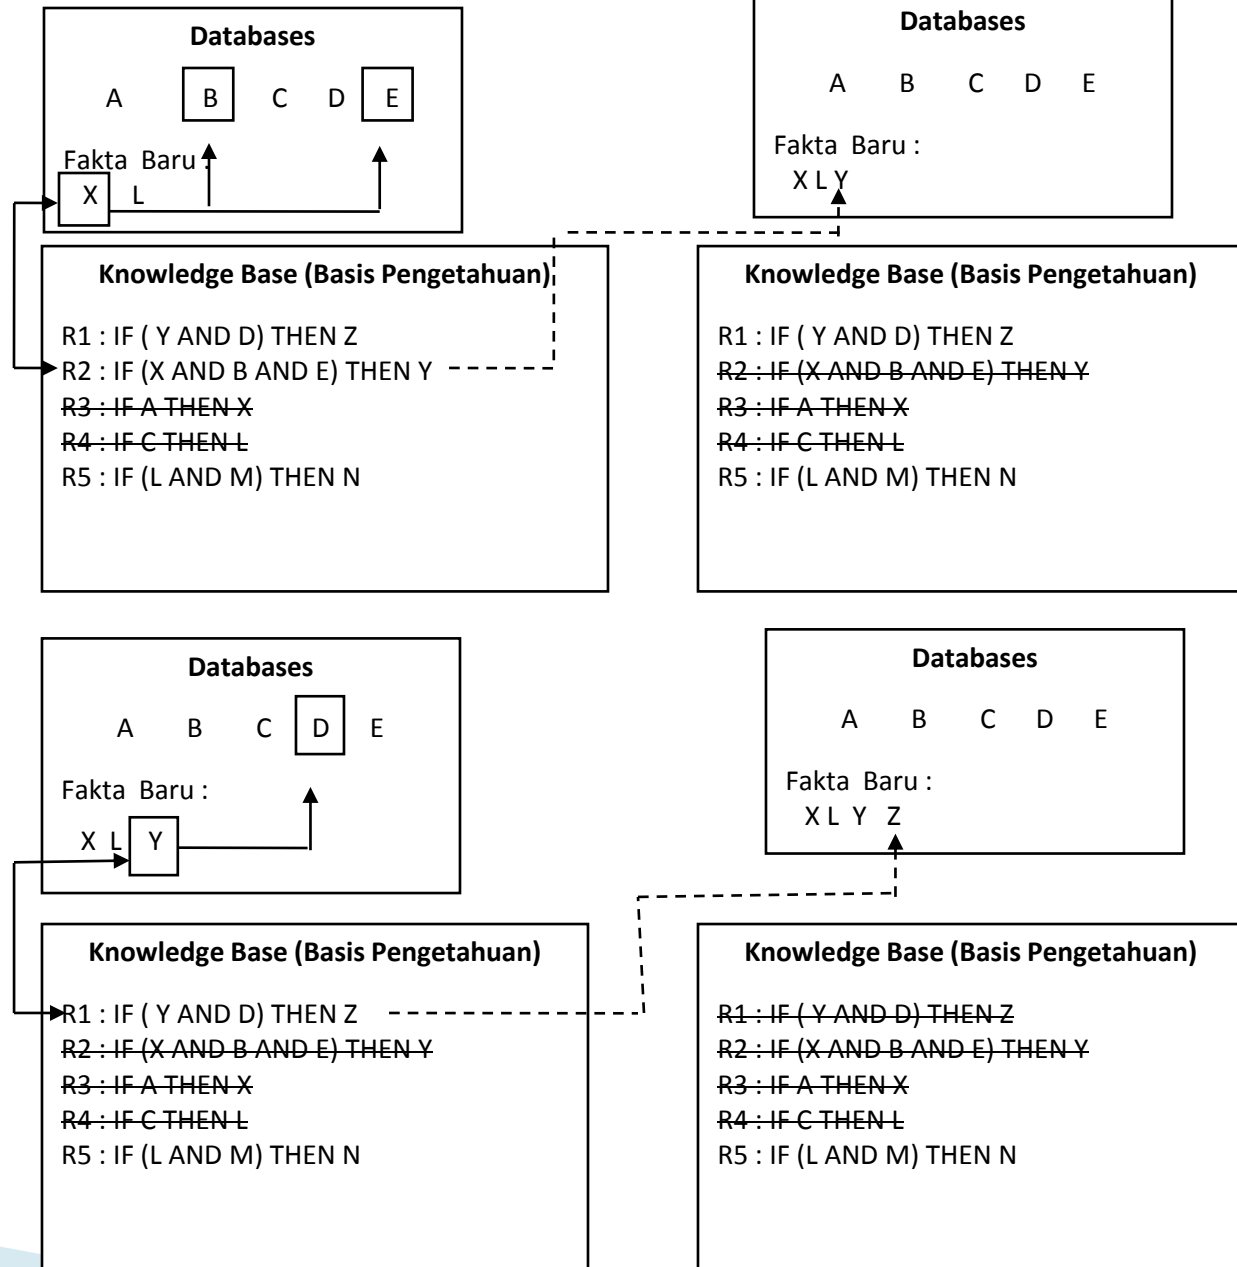 Databases
A B C D E
Fakta Baru :
X L
Knowledge Base (Basis Pengetahuan)
R1 : IF ( Y AND D) THEN Z
R2 : IF (X AND B AND E) THEN Y
R3 : IF A THEN X
R4 : IF C THEN L
R5 : IF (L AND M) THEN N
Databases
A B C D E
Fakta Baru :
X L Y
Knowledge Base (Basis Pengetahuan)
R1 : IF ( Y AND D) THEN Z
R2 : IF (X AND B AND E) THEN Y
R3 : IF A THEN X
R4 : IF C THEN L
R5 : IF (L AND M) THEN N
Databases
A B C D E
Fakta Baru :
X L Y
Knowledge Base (Basis Pengetahuan)
R1 : IF ( Y AND D) THEN Z
R2 : IF (X AND B AND E) THEN Y
R3 : IF A THEN X
R4 : IF C THEN L
R5 : IF (L AND M) THEN N
Databases
A B C D E
Fakta Baru :
X L Y Z
Knowledge Base (Basis Pengetahuan)
R1 : IF ( Y AND D) THEN Z
R2 : IF (X AND B AND E) THEN Y
R3 : IF A THEN X
R4 : IF C THEN L
R5 : IF (L AND M) THEN N